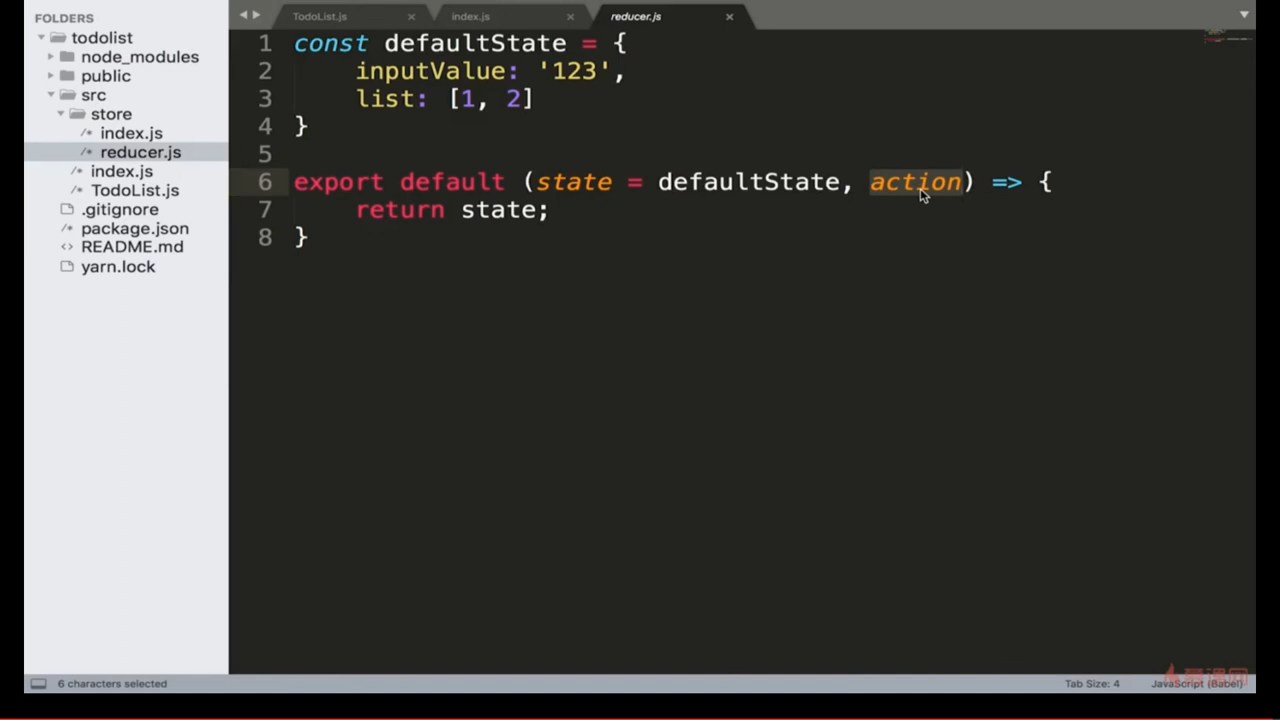 FOLDERS
todolist
node_modules
public
src
store
index.js
reducer.js
index.js
TodoList.js
.gitignore
package.json
README.md
yarn.lock
TodoList.js
index.js
reducer.js
1 const defaultState = {
2 inputValue: '123',
3 list: [1, 2]
4 }
5
6 export default (state = defaultState, action) => {
7 return state;
8 }
6 characters selected
Tab Size: 4
JavaScript (Babel)
慕课网